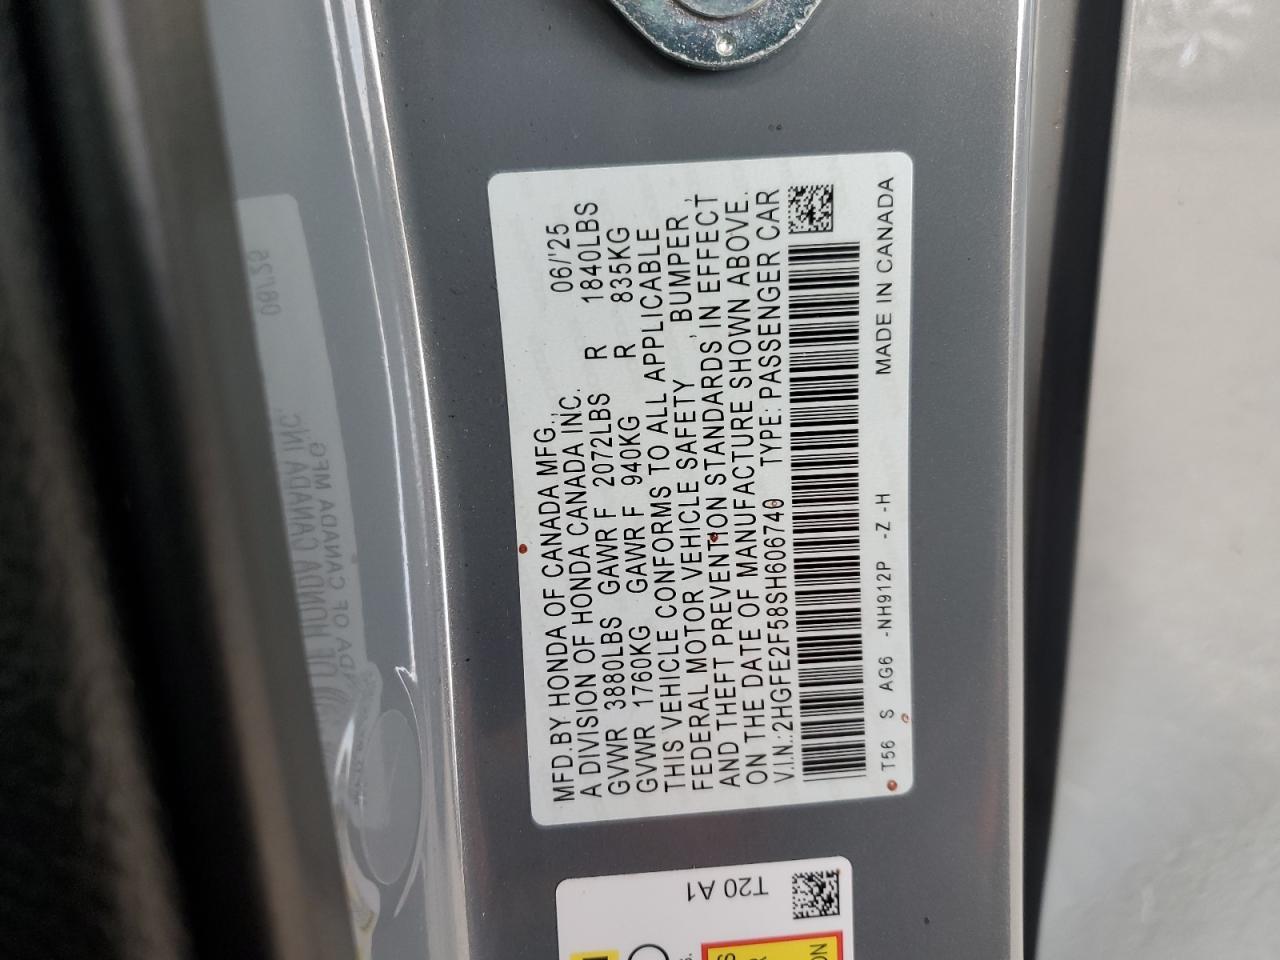 MFD.BY HONDA OF CANADA MFG., 06/'25
A DIVISION OF HONDA CANADA INC.
GVWR 3880LBS GAWR F 2072LBS R 1840LBS
GVWR 1760KG GAWR F 940KG R 835KG
THIS VEHICLE CONFORMS TO ALL APPLICABLE
FEDERAL MOTOR VEHICLE SAFETY , BUMPER ,
AND THEFT PREVENTION STANDARDS IN EFFECT
ON THE DATE OF MANUFACTURE SHOWN ABOVE.
V.I.N.:2HGFE2F58SH606740 TYPE: PASSENGER CAR
T56 S AG6 -NH912P -Z -H MADE IN CANADA
T20 A1